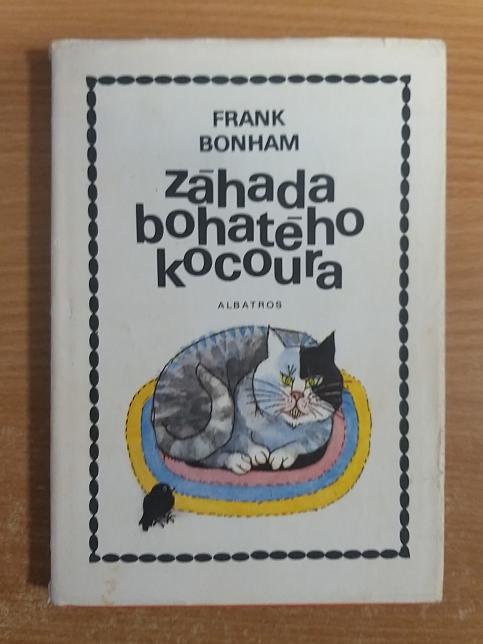 FRANK
BONHAM
záhada
bohatého
kocoura
ALBATROS